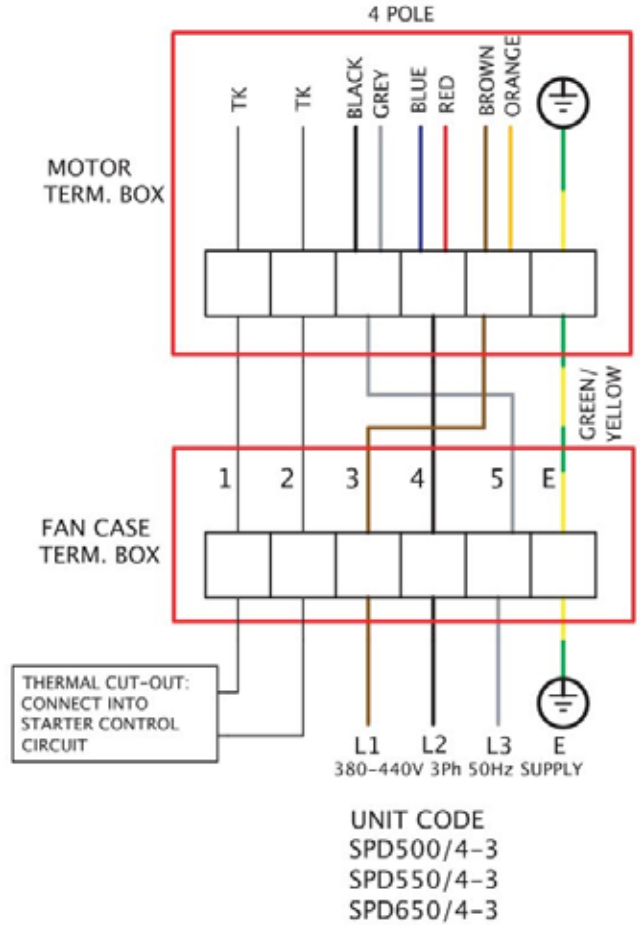 4 POLE
TK
TK
BLACK
GREY
BLUE
RED
BROWN
ORANGE
MOTOR
TERM. BOX
GREEN/
YELLOW
1 2 3 4 5 E
FAN CASE
TERM. BOX
THERMAL CUT-OUT:
CONNECT INTO
STARTER CONTROL
CIRCUIT
L1 L2 L3 E
380-440V 3Ph 50Hz SUPPLY
UNIT CODE
SPD500/4-3
SPD550/4-3
SPD650/4-3